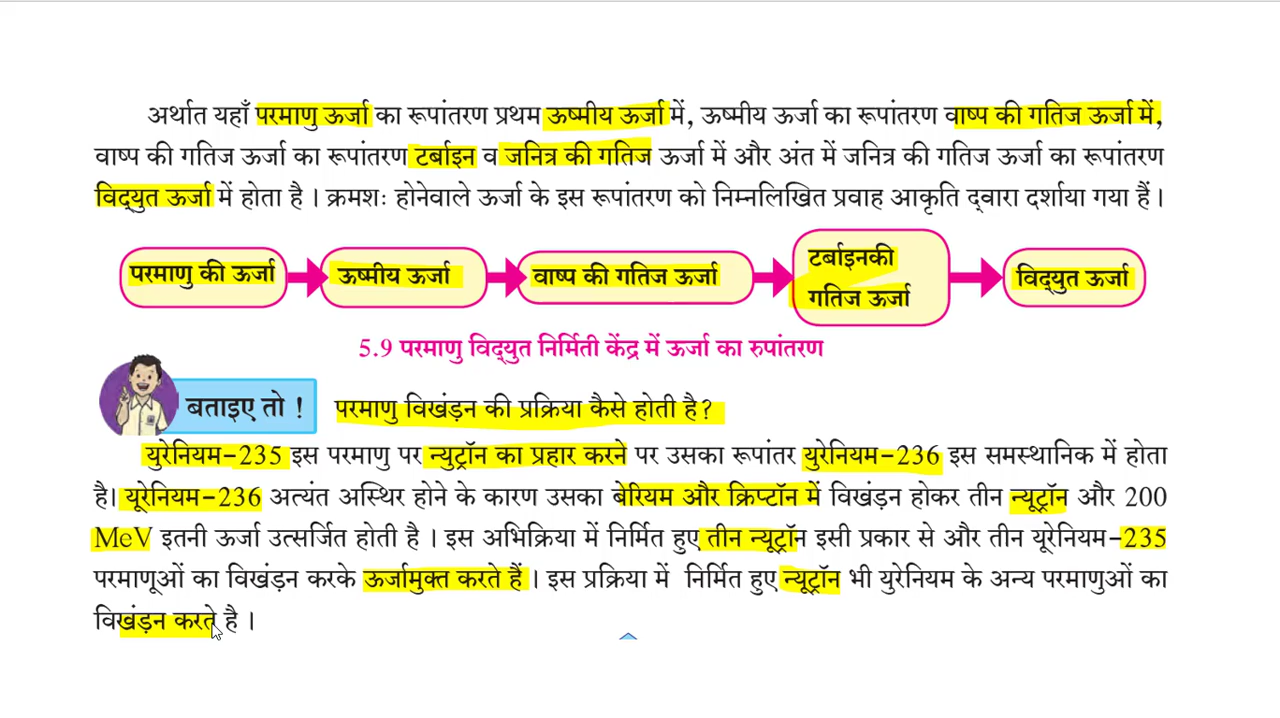 अर्थात यहाँ परमाणु ऊर्जा का रूपांतरण प्रथम ऊष्मीय ऊर्जा में, ऊष्मीय ऊर्जा का रूपांतरण वाष्प की गतिज ऊर्जा में,
वाष्प की गतिज ऊर्जा का रूपांतरण टर्बाइन व जनित्र की गतिज ऊर्जा में और अंत में जनित्र की गतिज ऊर्जा का रूपांतरण
विद्‌युत ऊर्जा में होता है । क्रमशः होनेवाले ऊर्जा के इस रूपांतरण को निम्नलिखित प्रवाह आकृति द्‌वारा दर्शाया गया हैं।
परमाणु की ऊर्जा
ऊष्मीय ऊर्जा
वाष्प की गतिज ऊर्जा
टर्बाइनकी
गतिज ऊर्जा
विद्‌युत ऊर्जा
5.9 परमाणु विद्‌युत निर्मिती केंद्र में ऊर्जा का रुपांतरण
बताइए तो !
परमाणु विखंड़न की प्रक्रिया कैसे होती है?
युरेनियम-235 इस परमाणु पर न्युट्रॉन का प्रहार करने पर उसका रूपांतर युरेनियम-236 इस समस्थानिक में होता
है। यूरेनियम-236 अत्यंत अस्थिर होने के कारण उसका बेरियम और क्रिप्टॉन में विखंड़न होकर तीन न्यूट्रॉन और 200
MeV इतनी ऊर्जा उत्सर्जित होती है । इस अभिक्रिया में निर्मित हुए तीन न्यूट्रॉन इसी प्रकार से और तीन यूरेनियम-235
परमाणूओं का विखंड़न करके ऊर्जामुक्त करते हैं । इस प्रक्रिया में निर्मित हुए न्यूट्रॉन भी युरेनियम के अन्य परमाणुओं का
विखंड़न करते है ।